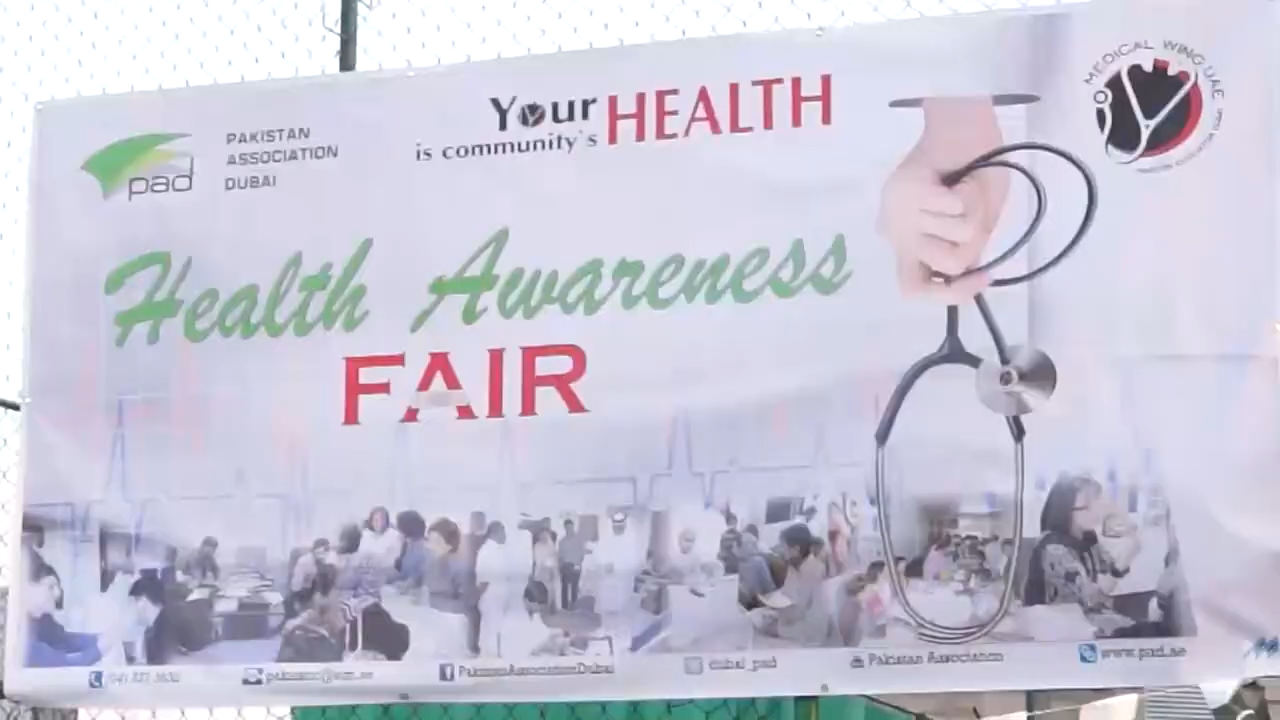 pad
PAKISTAN
ASSOCIATION
DUBAI
Your
is community's HEALTH
MEDICAL WING UAE
Health Awareness
FAIR
PakistanAssociationDubai
dubai_pad
Pakistan Association
www.pad.ae